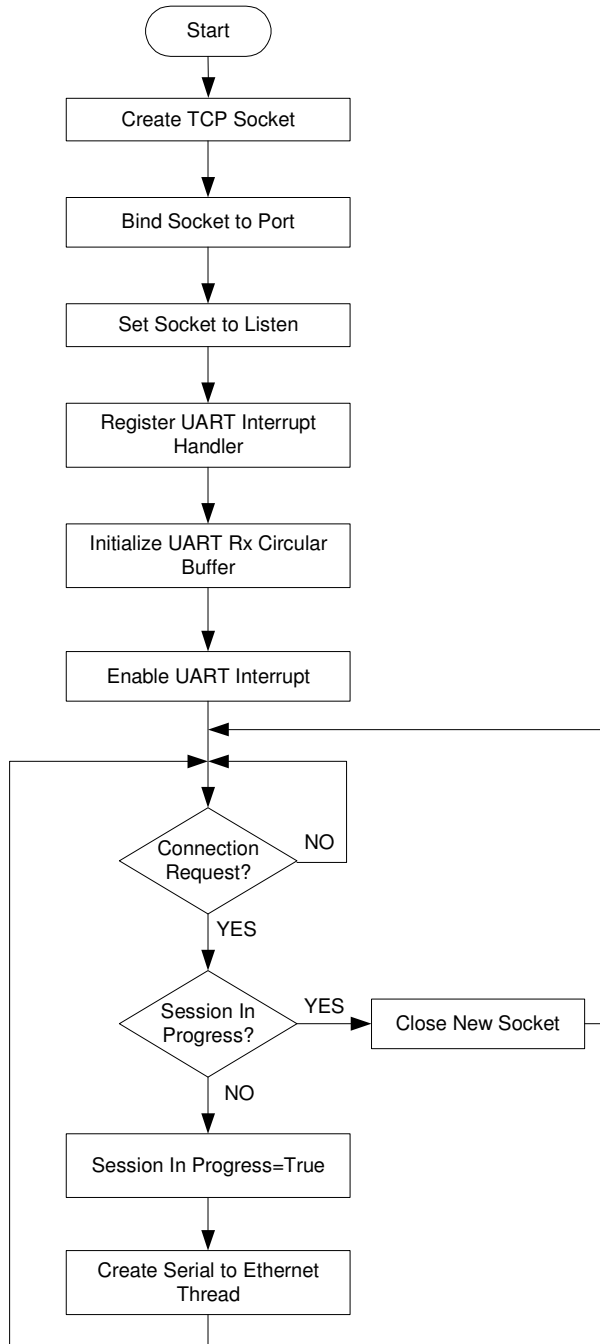 Start
Create TCP Socket
Bind Socket to Port
Set Socket to Listen
Register UART Interrupt
Handler
Initialize UART Rx Circular
Buffer
Enable UART Interrupt
Connection
Request?
NO
YES
Session In
Progress?
YES
Close New Socket
NO
Session In Progress=True
Create Serial to Ethernet
Thread